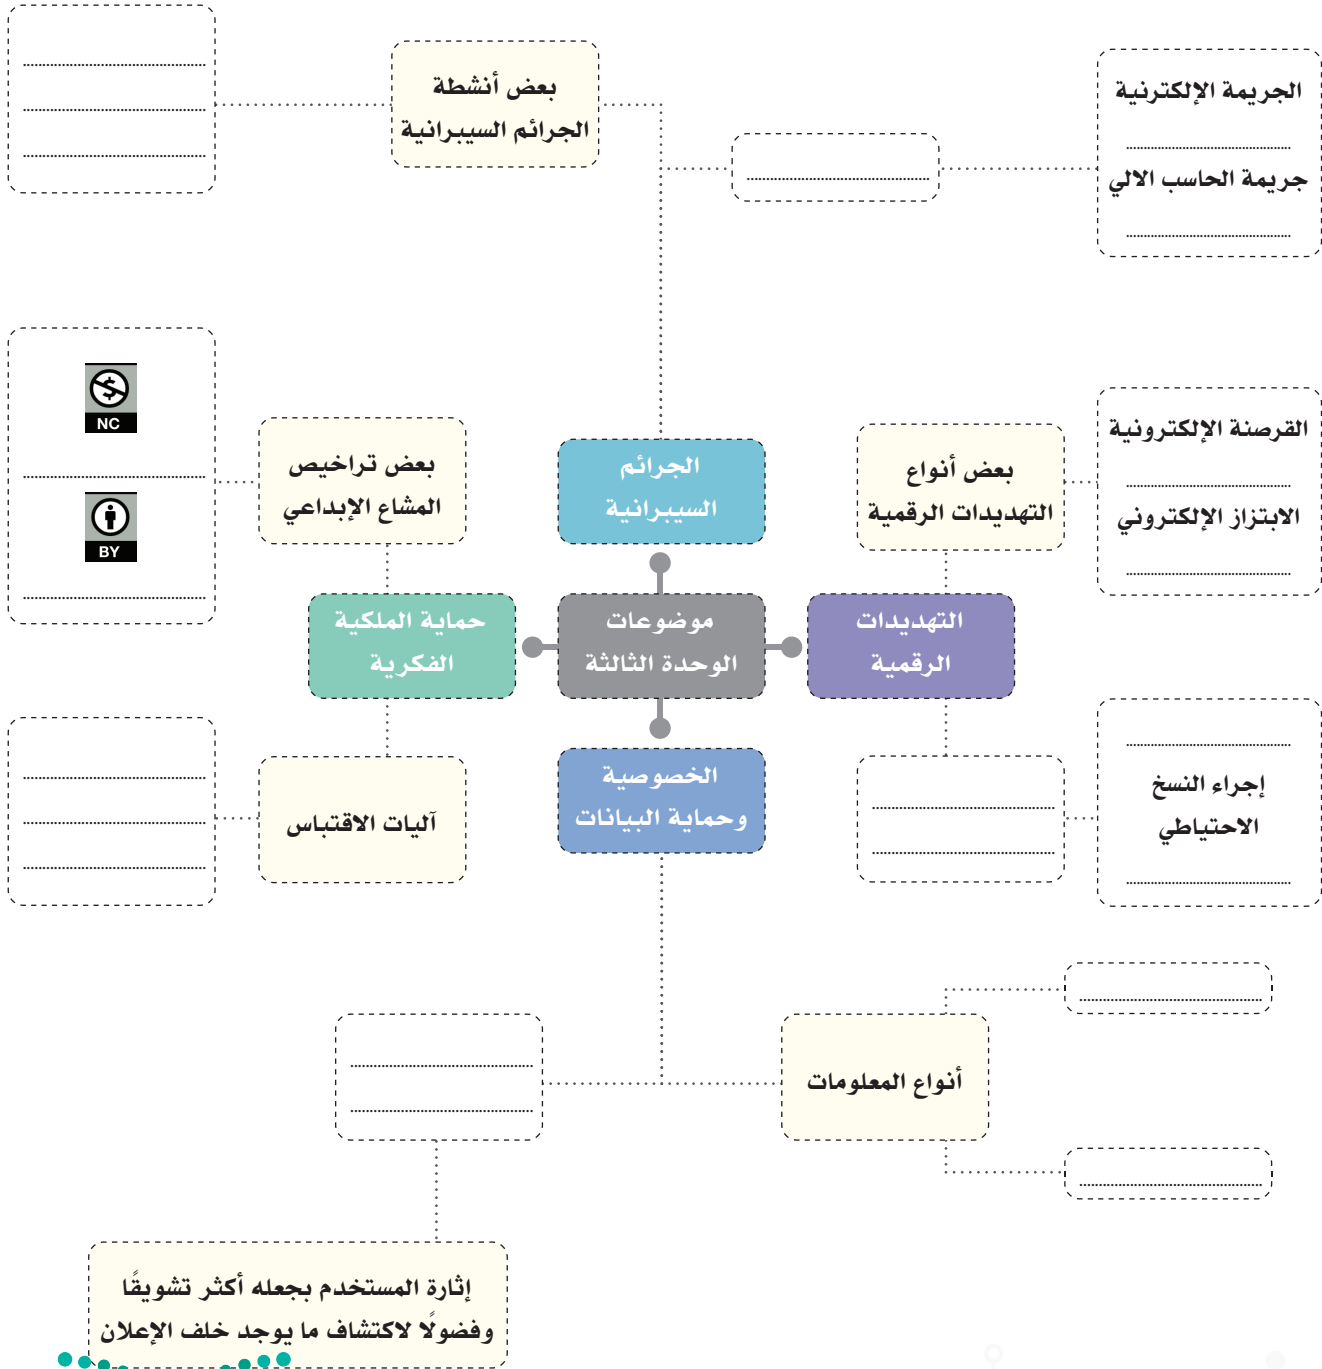 بعض أنشطة
الجرائم السيبرانية
الجريمة الإلكترنية
جريمة الحاسب الالي
NC
BY
بعض تراخيص
المشاع الإبداعي
الجرائم
السيبرانية
بعض أنواع
التهديدات الرقمية
القرصنة الإلكترونية
الابتزاز الإلكتروني
حماية الملكية
الفكرية
موضوعات
الوحدة الثالثة
التهديدات
الرقمية
آليات الاقتباس
الخصوصية
وحماية البيانات
إجراء النسخ
الاحتياطي
أنواع المعلومات
إثارة المستخدم بجعله أكثر تشويقًا
وفضولًا لاكتشاف ما يوجد خلف الإعلان